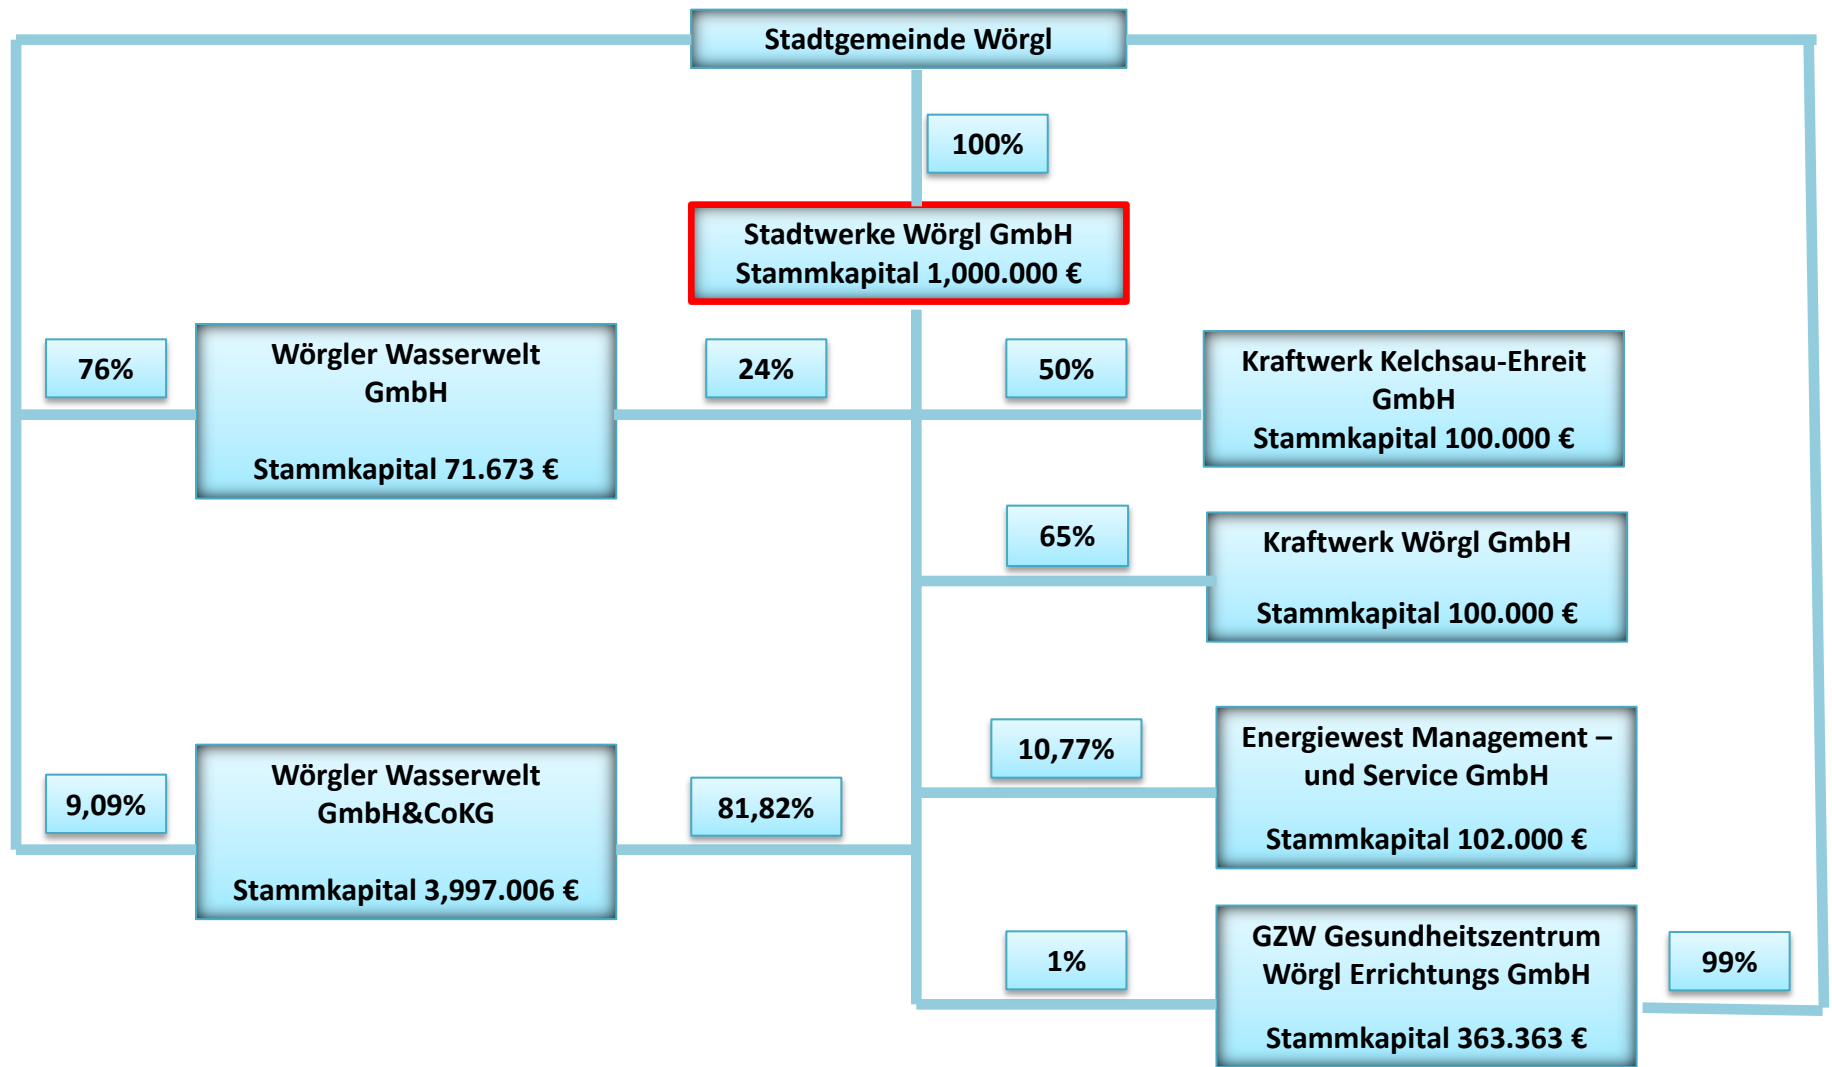 Stadtgemeinde Wörgl
100%
Stadtwerke Wörgl GmbH
Stammkapital 1,000.000 €
76%
Wörgler Wasserwelt
GmbH
Stammkapital 71.673 €
24%
50%
Kraftwerk Kelchsau-Ehreit
GmbH
Stammkapital 100.000 €
65%
Kraftwerk Wörgl GmbH
Stammkapital 100.000 €
9,09%
Wörgler Wasserwelt
GmbH&CoKG
Stammkapital 3,997.006 €
81,82%
10,77%
Energiewest Management –
und Service GmbH
Stammkapital 102.000 €
1%
GZW Gesundheitszentrum
Wörgl Errichtungs GmbH
Stammkapital 363.363 €
99%